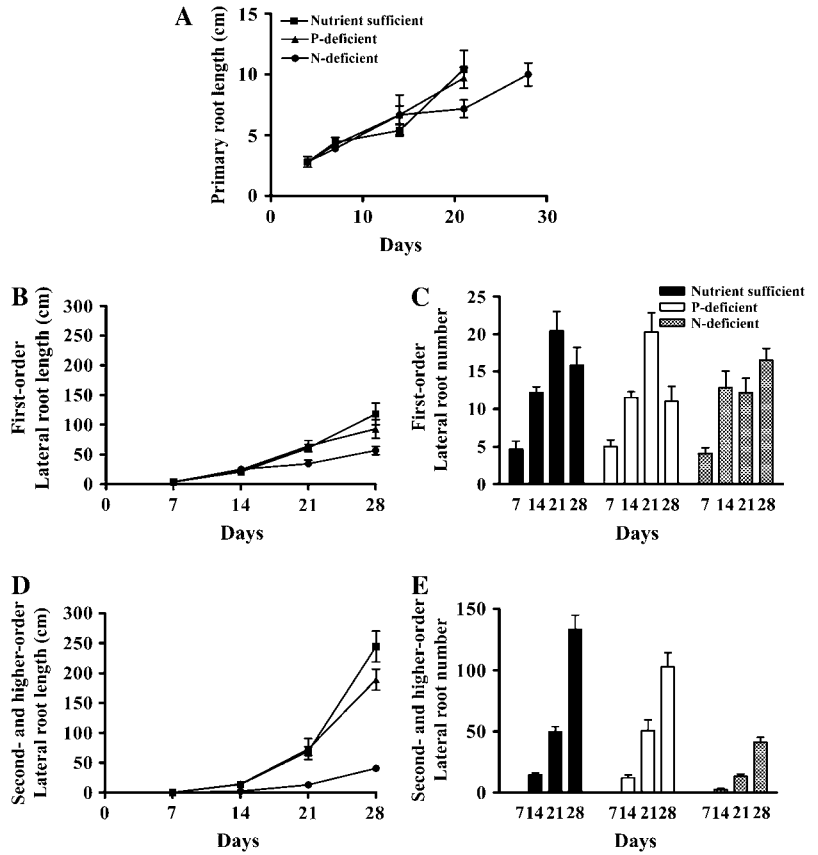 A
Primary root length (cm)
15
10
5
0
Nutrient sufficient
P-deficient
N-deficient
0 10 20 30
Days
B
First-order
Lateral root length (cm)
300
250
200
150
100
50
0
0 7 14 21 28
Days
C
First-order
Lateral root number
25
20
15
10
5
0
Nutrient sufficient
P-deficient
N-deficient
7 14 21 28 7 14 21 28 7 14 21 28
Days
D
Second- and higher-order
Lateral root length (cm)
300
250
200
150
100
50
0
0 7 14 21 28
Days
E
Second- and higher-order
Lateral root number
150
100
50
0
7 14 21 28 7 14 21 28 7 14 21 28
Days